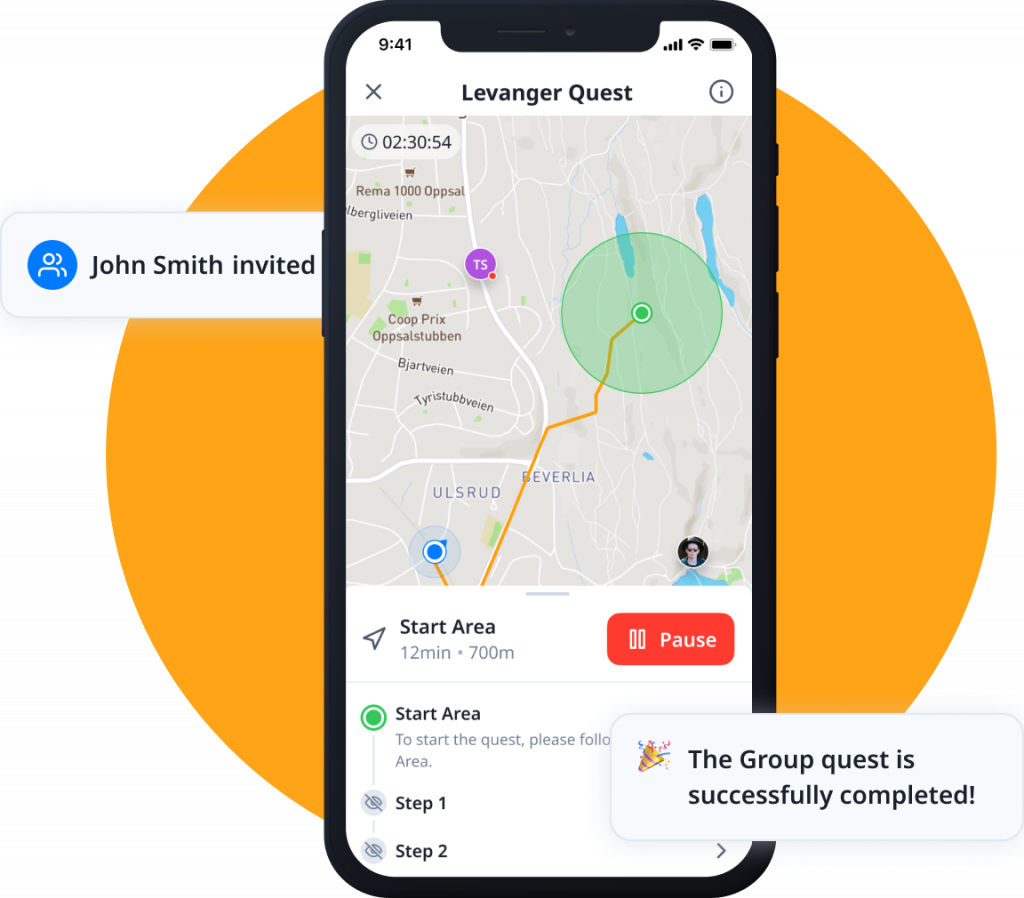 9:41
Levanger Quest
02:30:54
Rema 1000 Oppsal
lbergliveien
TS
John Smith invited
Coop Prix
Oppsalstubben
Bjartveien
Tyristubbveien
BEVERLIA
ULSRUD
Start Area
12min • 700m
Pause
Start Area
To start the quest, please follo
Area.
The Group quest is
successfully completed!
Step 1
Step 2